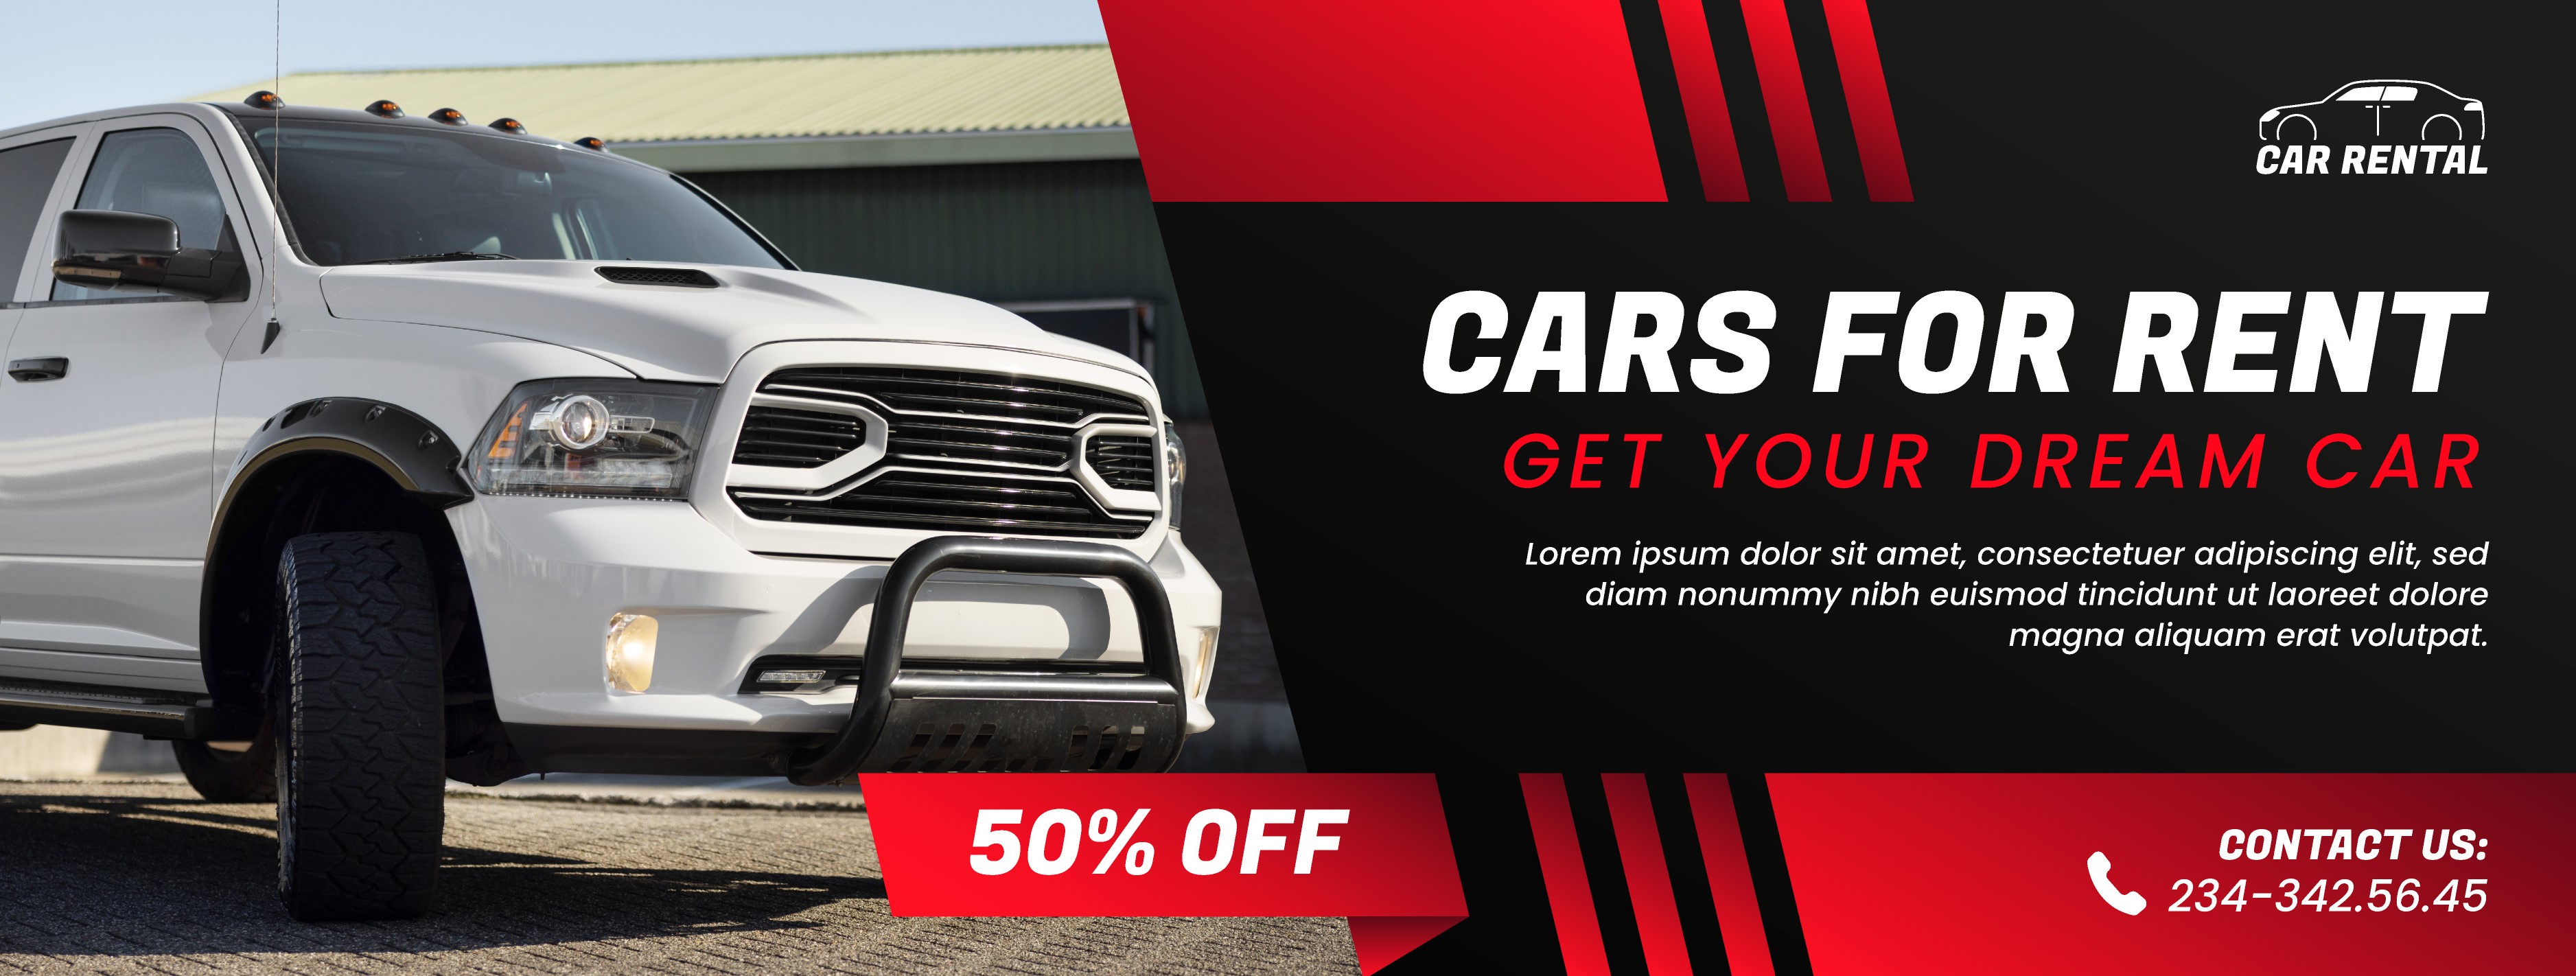 CAR RENTAL
CARS FOR RENT
GET YOUR DREAM CAR
Lorem ipsum dolor sit amet, consectetuer adipiscing elit, sed
diam nonummy nibh euismod tincidunt ut laoreet dolore
magna aliquam erat volutpat.
50% OFF
CONTACT US:
234-342.56.45